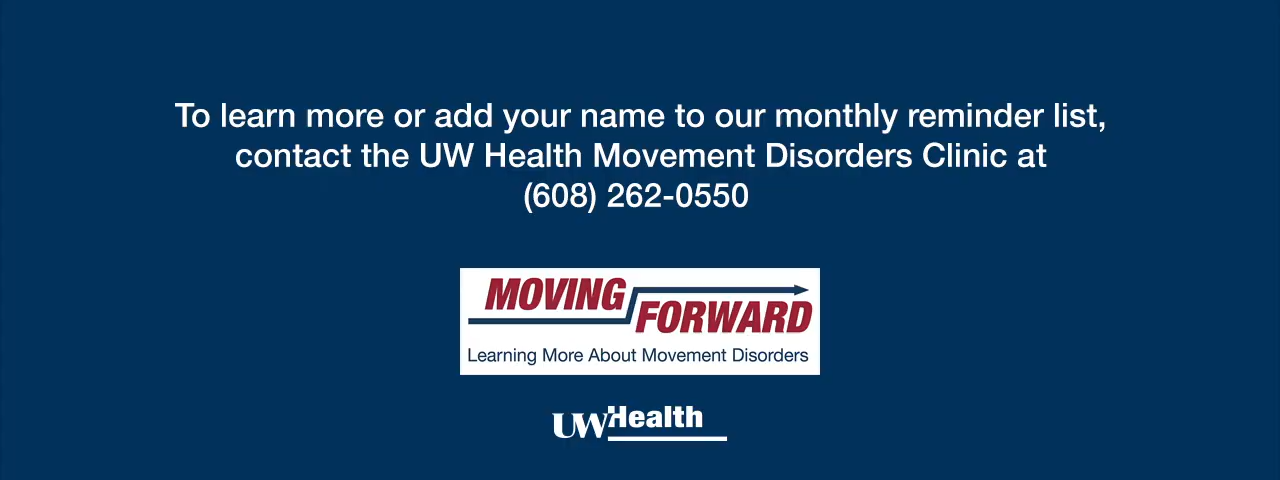 To learn more or add your name to our monthly reminder list,
contact the UW Health Movement Disorders Clinic at
(608) 262-0550
MOVING
FORWARD
Learning More About Movement Disorders
UWHealth